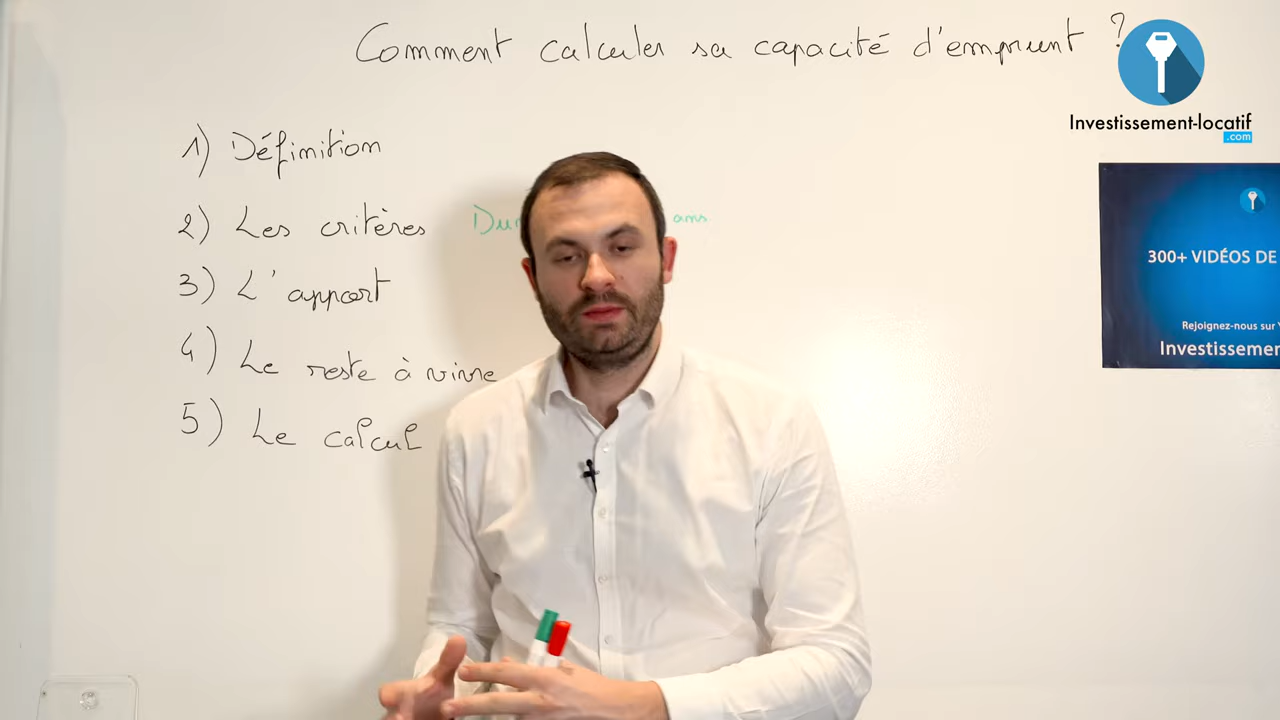 Comment calculer sa capacité d'emprunt ?
Investissement-locatif
.com
1) Définition
2) Les critères
ans
3) L'apport
4) Le reste à vivre
5) Le calcul
300+ VIDÉOS DE
Rejoignez-nous sur